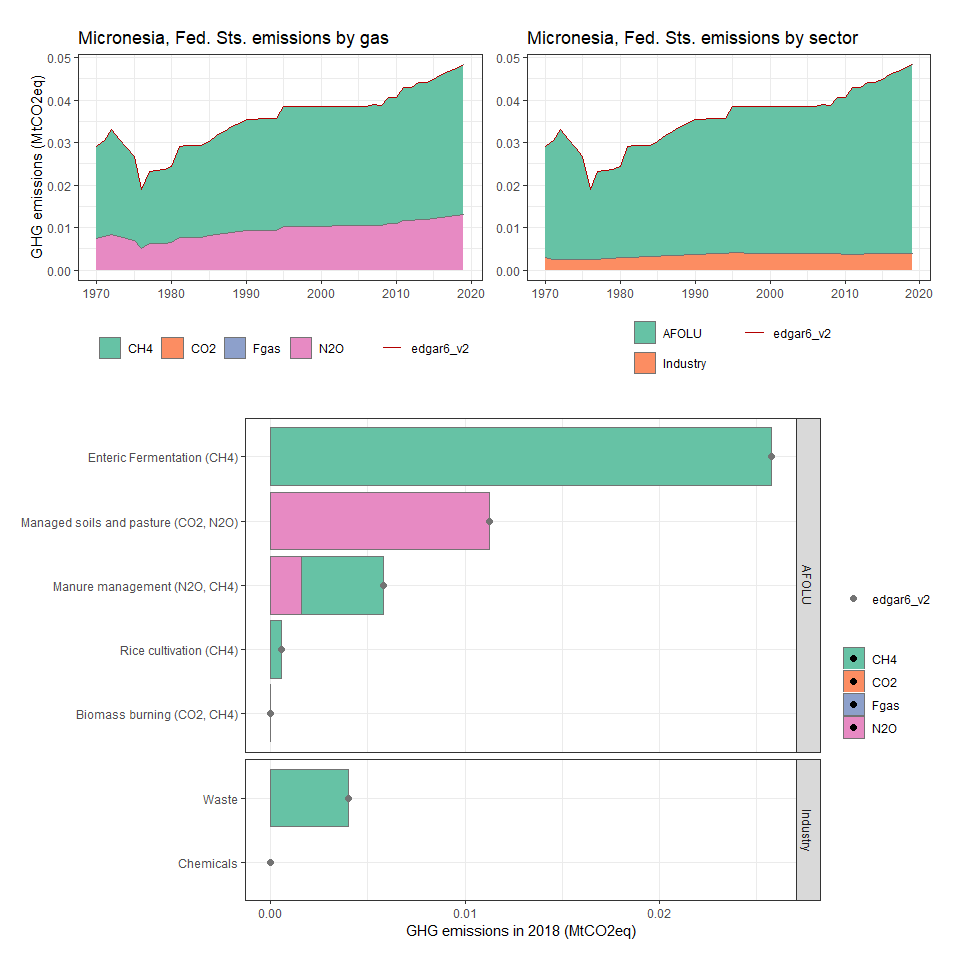 Micronesia, Fed. Sts. emissions by gas
GHG emissions (MtCO2eq)
0.05
0.04
0.03
0.02
0.01
0.00
1970 1980 1990 2000 2010 2020
CH4 CO2 Fgas N2O edgar6_v2
Micronesia, Fed. Sts. emissions by sector
0.05
0.04
0.03
0.02
0.01
0.00
1970 1980 1990 2000 2010 2020
AFOLU edgar6_v2
Industry
Enteric Fermentation (CH4)
Managed soils and pasture (CO2, N2O)
Manure management (N2O, CH4)
Rice cultivation (CH4)
Biomass burning (CO2, CH4)
AFOLU
Waste
Chemicals
Industry
0.00 0.01 0.02
GHG emissions in 2018 (MtCO2eq)
edgar6_v2
CH4
CO2
Fgas
N2O